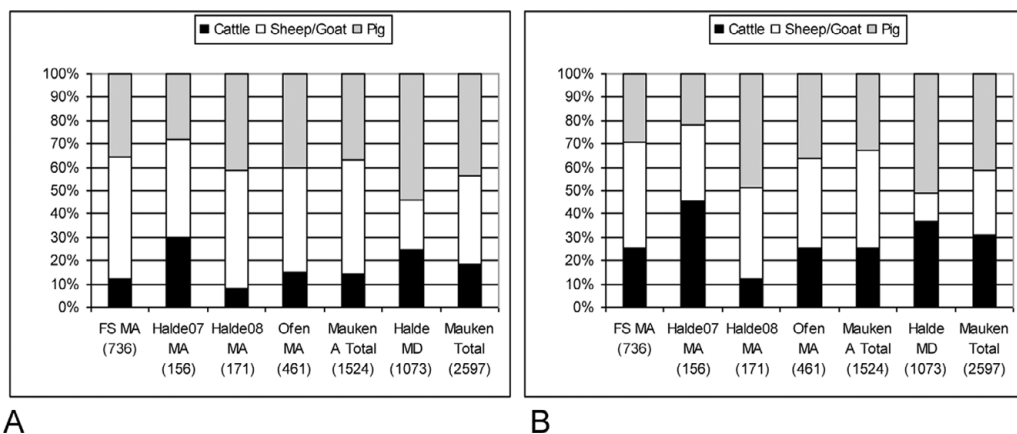 Cattle Sheep/Goat Pig
100%
90%
80%
70%
60%
50%
40%
30%
20%
10%
0%
FS MA Halde07 Halde08 Ofen Mauken Halde Mauken
(736) MA MA MA A Total MD Total
(156) (171) (461) (1524) (1073) (2597)
A
Cattle Sheep/Goat Pig
100%
90%
80%
70%
60%
50%
40%
30%
20%
10%
0%
FS MA Halde07 Halde08 Ofen Mauken Halde Mauken
(736) MA MA MA A Total MD Total
(156) (171) (461) (1524) (1073) (2597)
B